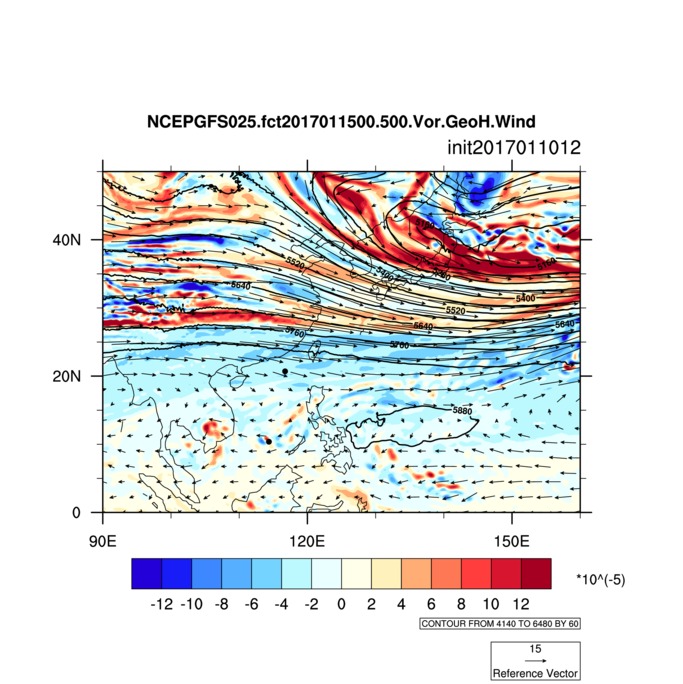 NCEPGFS025.fct2017011500.500.Vor.GeoH.Wind
init2017011012
40N
20N
0
90E 120E 150E
5520
5640
5760
5400
5520
5640
5760
5400
5640
5880
-12 -10 -8 -6 -4 -2 0 2 4 6 8 10 12
*10^(-5)
CONTOUR FROM 4140 TO 6480 BY 60
15
Reference Vector